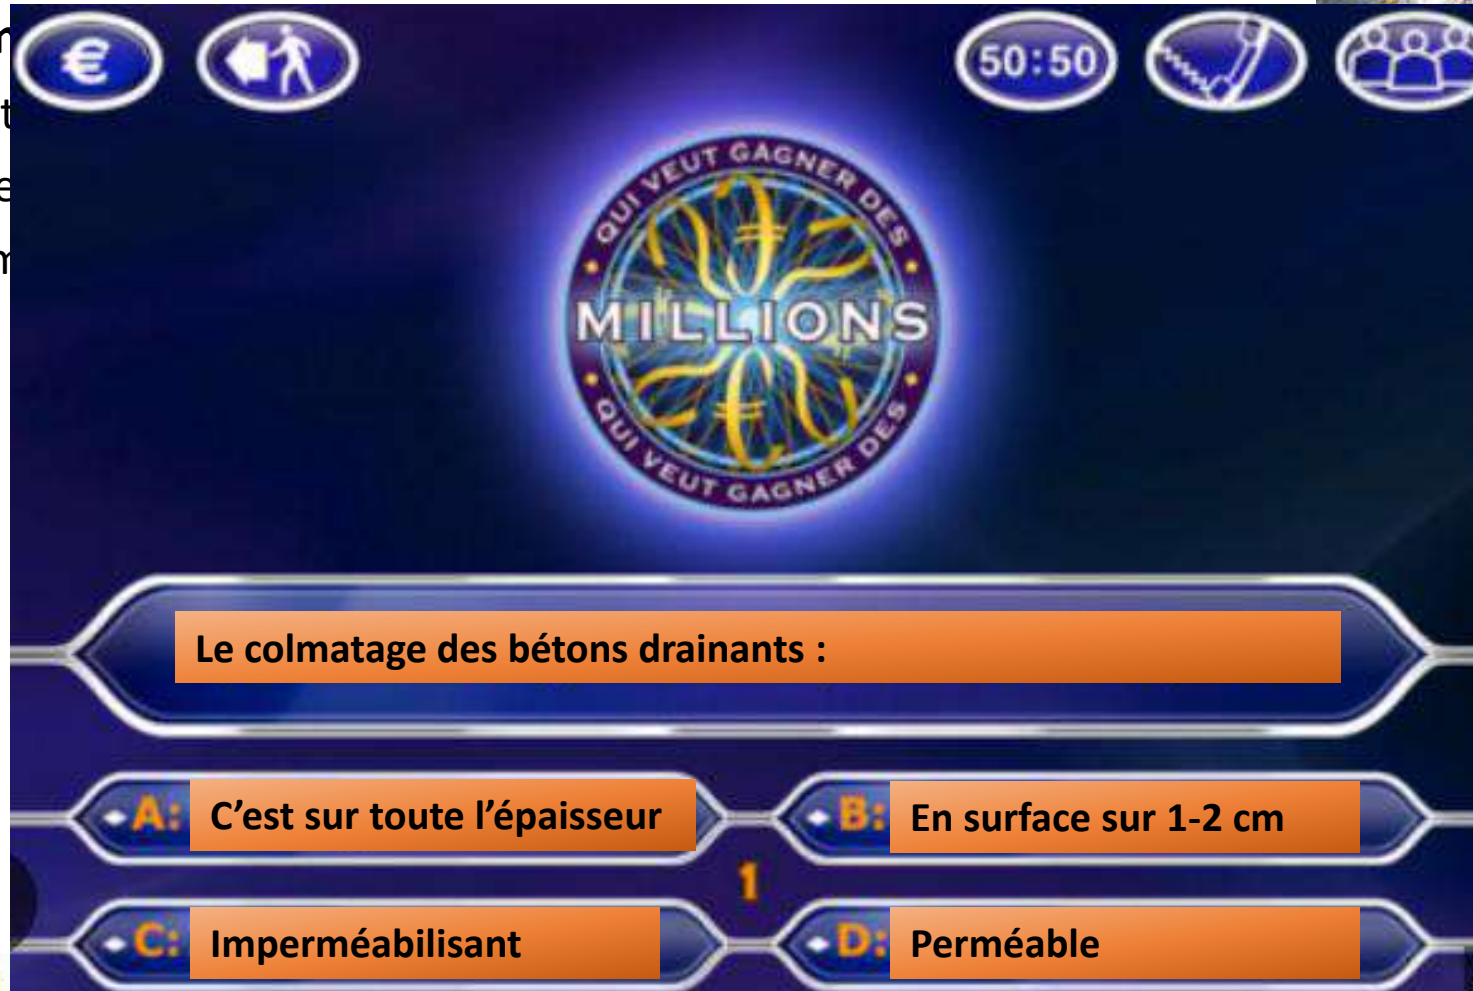 50:50
QUI VEUT GAGNER DES
MILLIONS
QUI VEUT GAGNER DES
Le colmatage des bétons drainants :
A: C’est sur toute l’épaisseur
B: En surface sur 1-2 cm
1
C: Imperméabilisant
D: Perméable